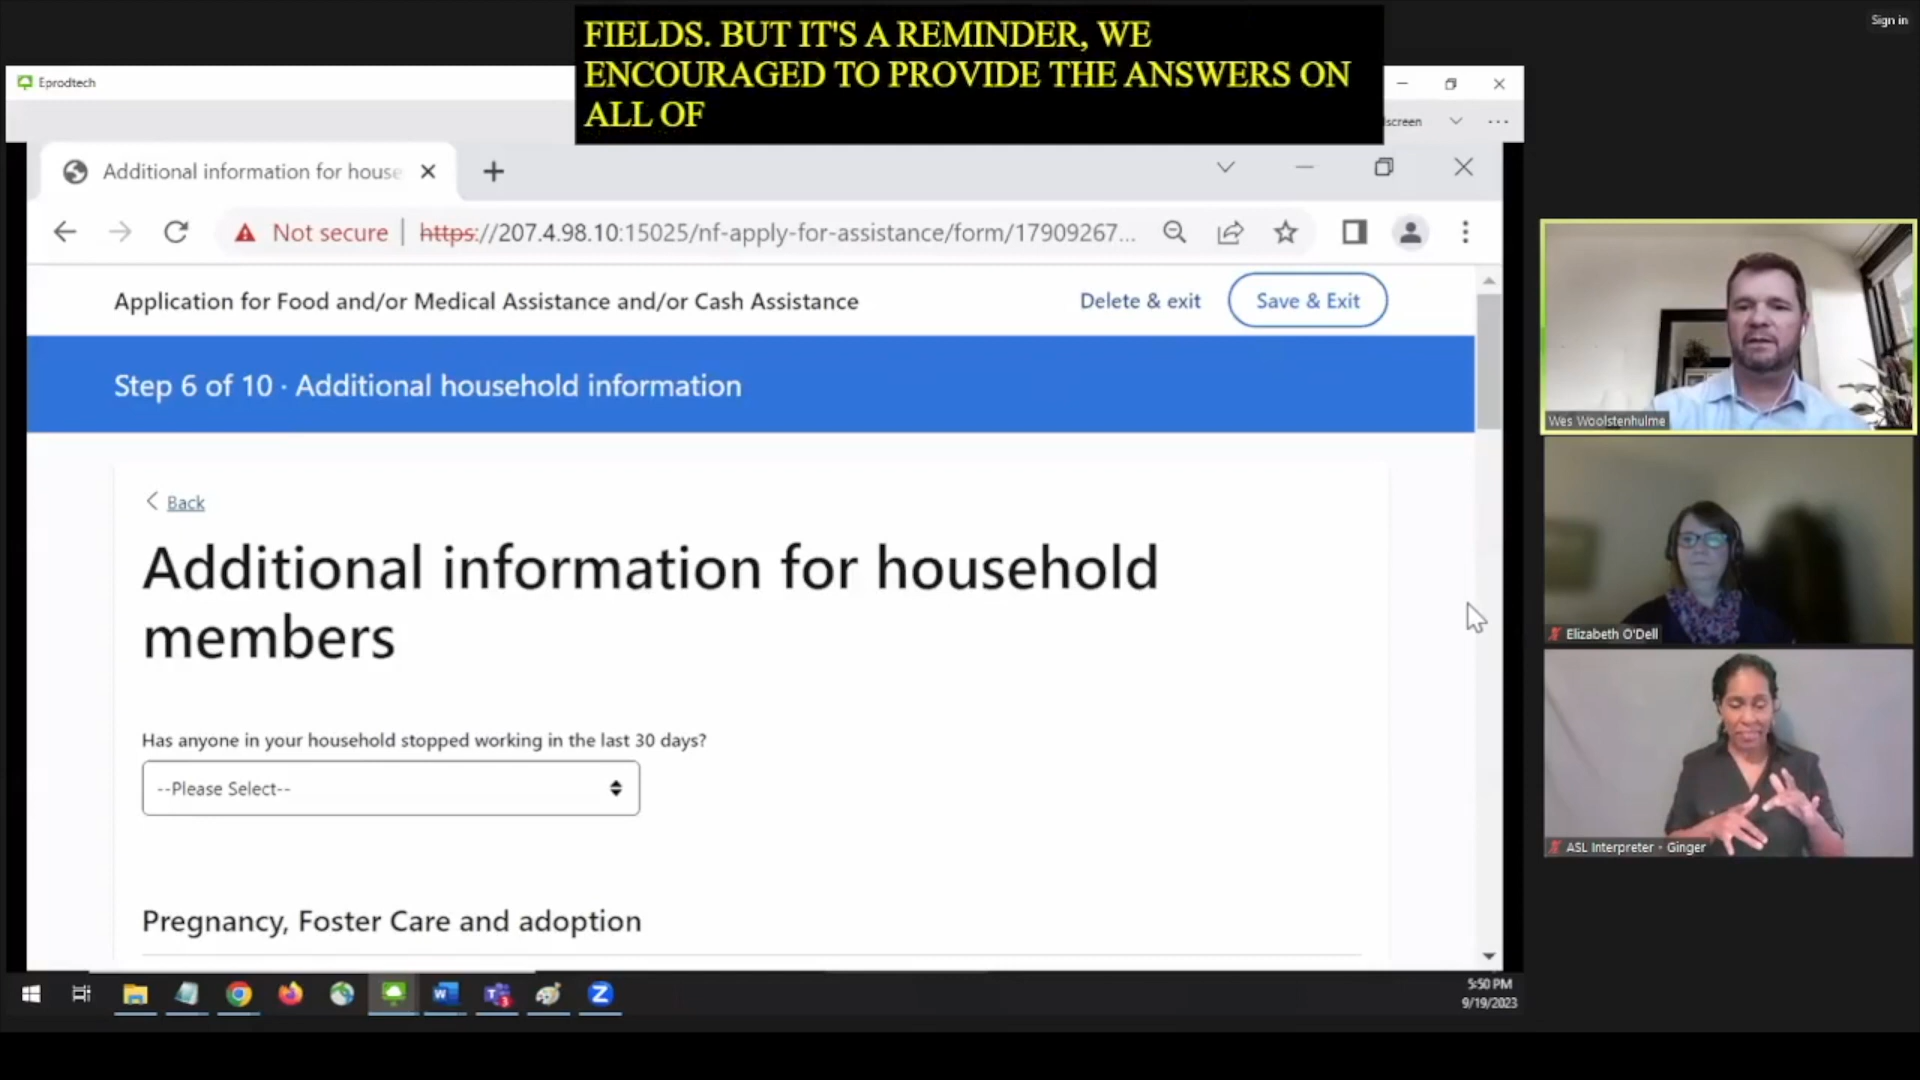 FIELDS. BUT IT'S A REMINDER, WE
ENCOURAGED TO PROVIDE THE ANSWERS ON
ALL OF
Sign in
Eprodtech
screen
Additional information for house
Not secure
https://207.4.98.10:15025/nf-apply-for-assistance/form/17909267...
Application for Food and/or Medical Assistance and/or Cash Assistance
Delete & exit
Save & Exit
Step 6 of 10 · Additional household information
Back
Additional information for household
members
Has anyone in your household stopped working in the last 30 days?
--Please Select--
Pregnancy, Foster Care and adoption
Wes Woolstenhulme
Elizabeth O'Dell
ASL Interpreter - Ginger
5:50 PM
9/19/2023